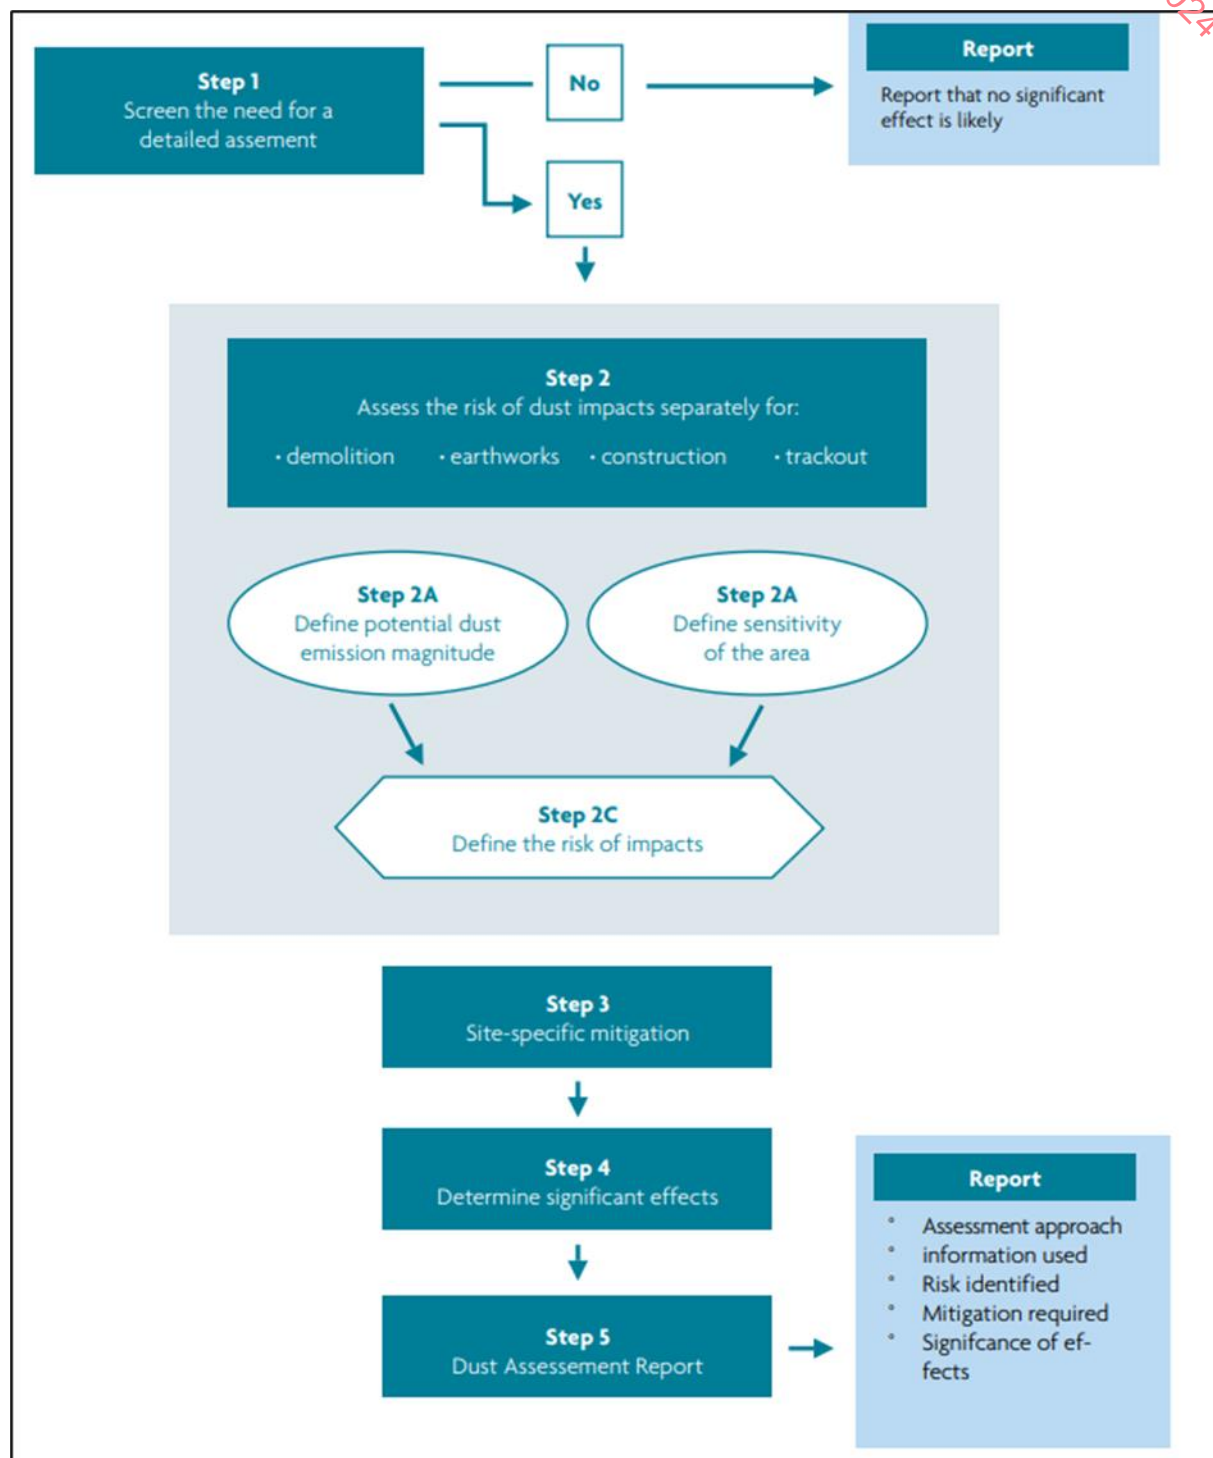 024
Step 1
Screen the need for a
detailed assement
No
Report
Report that no significant
effect is likely
Yes
Step 2
Assess the risk of dust impacts separately for:
• demolition • earthworks • construction • trackout
Step 2A
Define potential dust
emission magnitude
Step 2A
Define sensitivity
of the area
Step 2C
Define the risk of impacts
Step 3
Site-specific mitigation
Step 4
Determine significant effects
Step 5
Dust Assessement Report
Report
° Assessment approach
° information used
° Risk identified
° Mitigation required
° Signifcance of ef-
fects